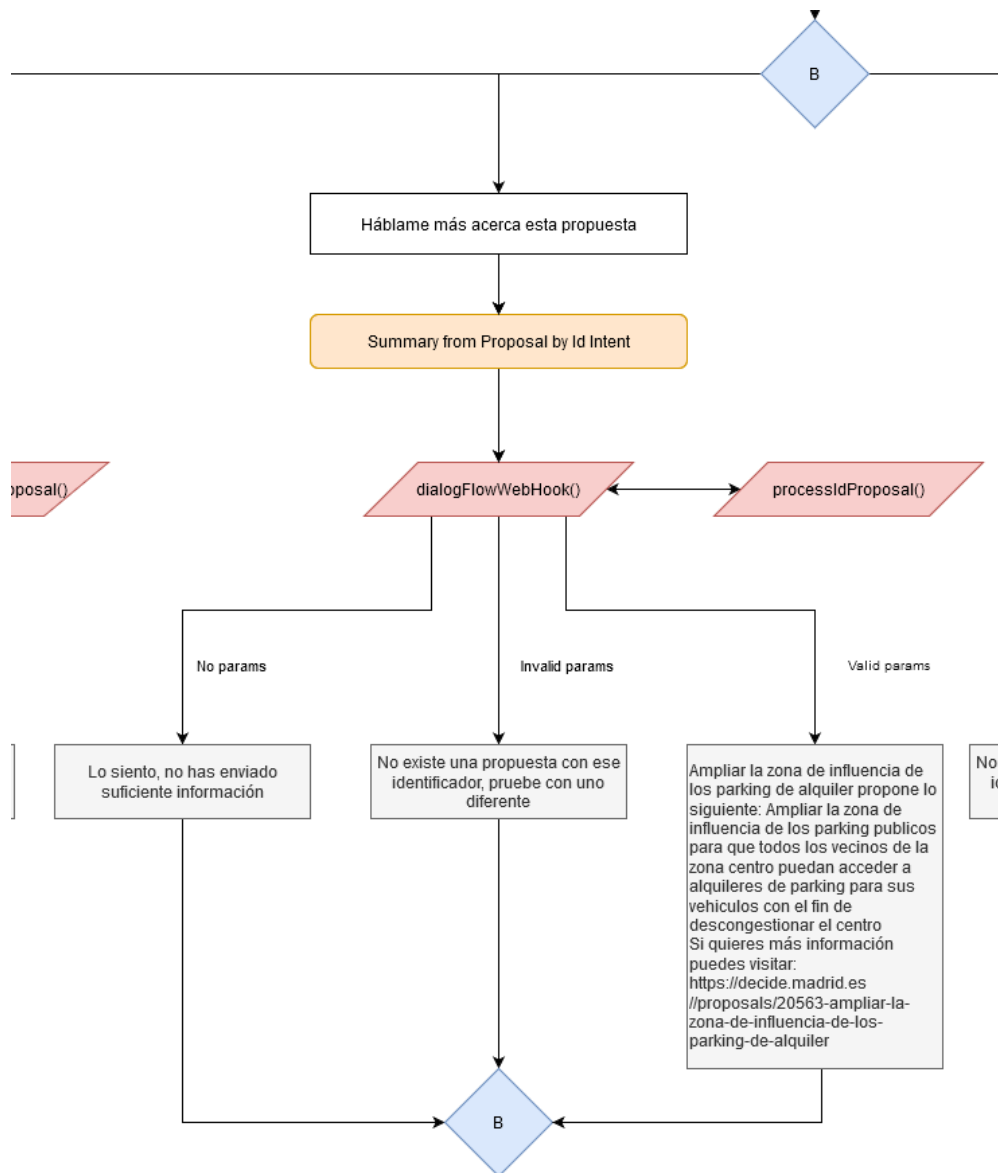 B
Háblame más acerca esta propuesta
Summary from Proposal by Id Intent
oposal()
dialogFlowWebHook()
processIdProposal()
No params
Invalid params
Valid params
Lo siento, no has enviado
suficiente información
No existe una propuesta con ese
identificador, pruebe con uno
diferente
Ampliar la zona de influencia de
los parking de alquiler propone lo
siguiente: Ampliar la zona de
influencia de los parking publicos
para que todos los vecinos de la
zona centro puedan acceder a
alquileres de parking para sus
vehiculos con el fin de
descongestionar el centro
Si quieres más información
puedes visitar:
https://decide.madrid.es
//proposals/20563-ampliar-la-
zona-de-influencia-de-los-
parking-de-alquiler
No
B